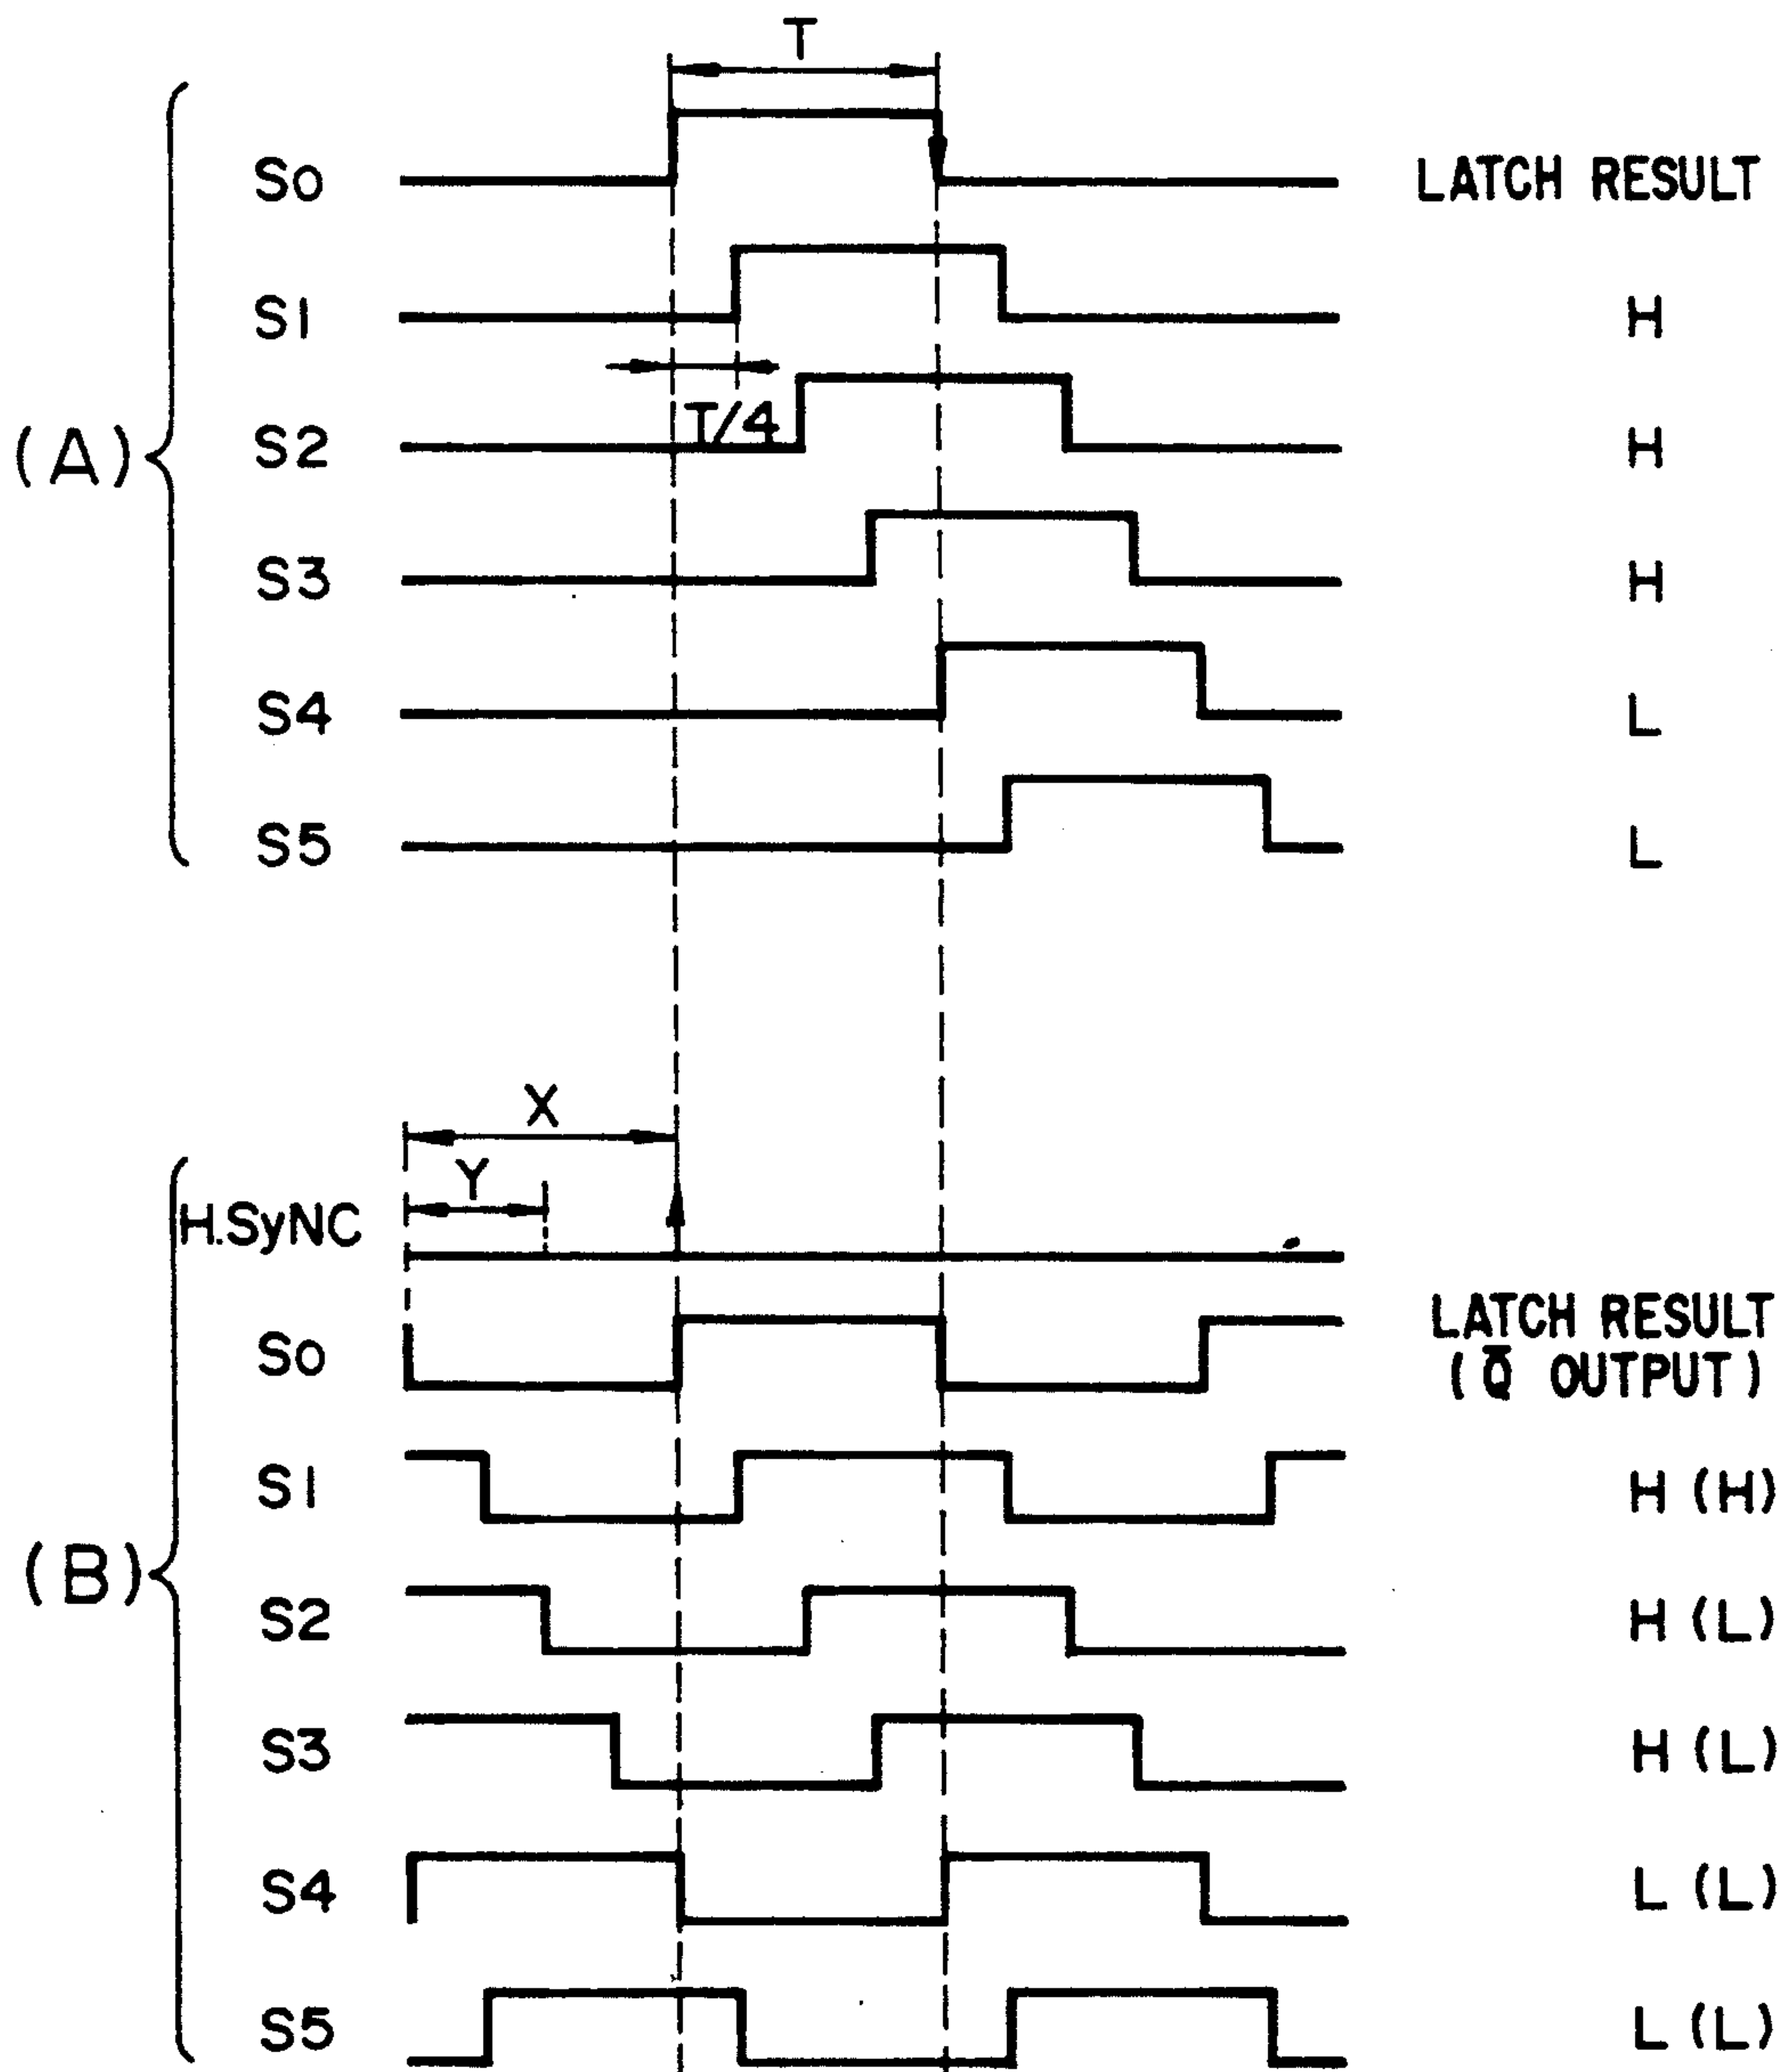 T
So LATCH RESULT
S1 H
T/4
S2 H
(A)
S3 H
S4 L
S5 L
X
Y
H.SyNC
So LATCH RESULT
(Q̄ OUTPUT)
S1 H (H)
(B)
S2 H (L)
S3 H (L)
S4 L (L)
S5 L (L)